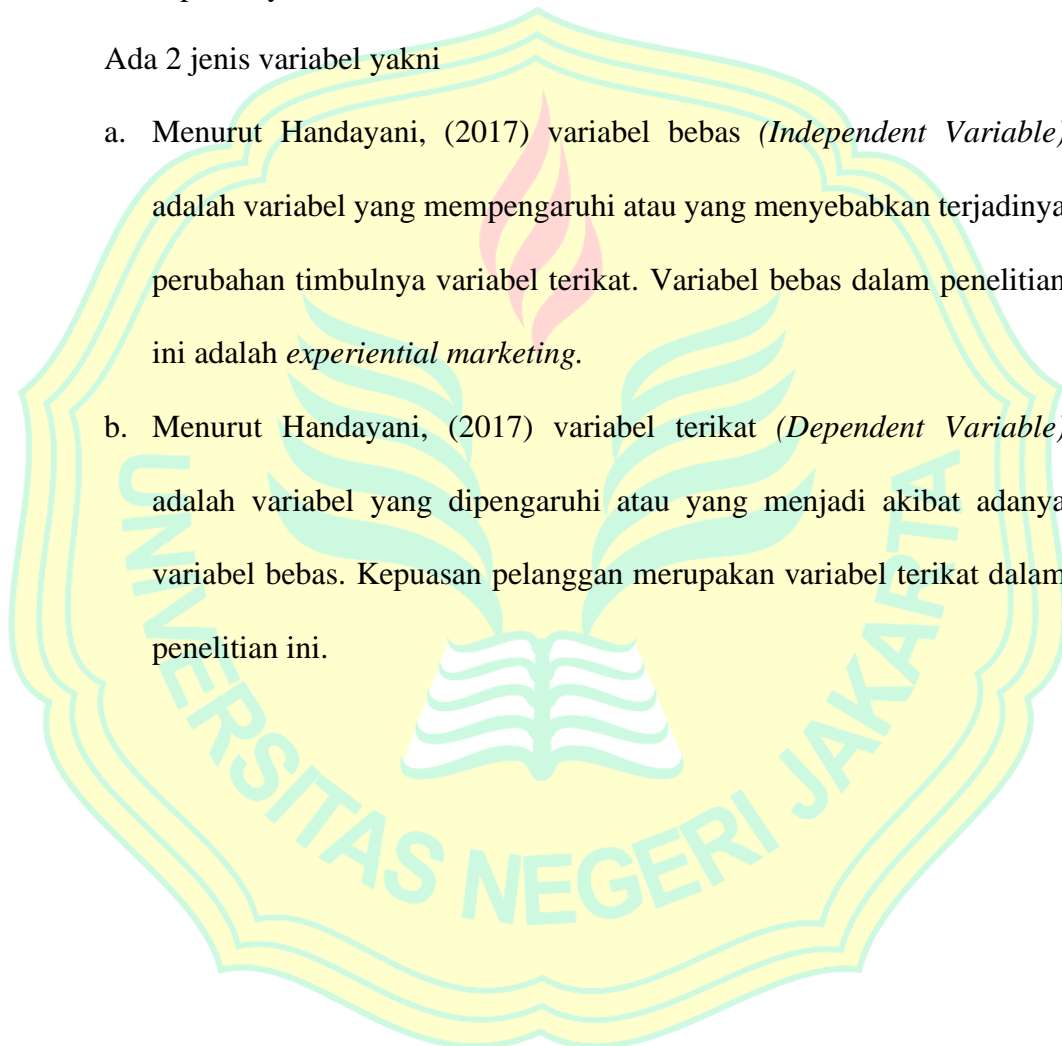 Ada 2 jenis variabel yakni
a. Menurut Handayani, (2017) variabel bebas (Independent Variable)
adalah variabel yang mempengaruhi atau yang menyebabkan terjadinya
perubahan timbulnya variabel terikat. Variabel bebas dalam penelitian
ini adalah experiential marketing.
b. Menurut Handayani, (2017) variabel terikat (Dependent Variable)
adalah variabel yang dipengaruhi atau yang menjadi akibat adanya
variabel bebas. Kepuasan pelanggan merupakan variabel terikat dalam
penelitian ini.
UNIVERSITAS NEGERI JAKARTA